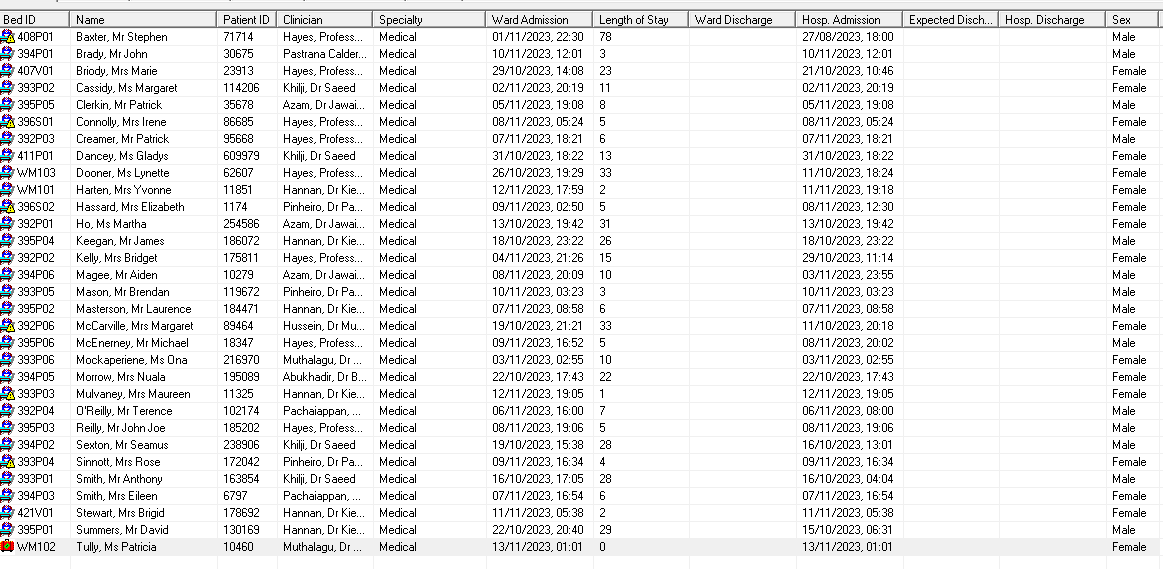 Bed ID Name Patient ID Clinician Specialty Ward Admission Length of Stay Ward Discharge Hosp. Admission Expected Disch... Hosp. Discharge Sex
408P01 Baxter, Mr Stephen 71714 Hayes, Profess... Medical 01/11/2023, 22:30 78 27/08/2023, 18:00 Male
394P01 Brady, Mr John 30675 Pastrana Calder... Medical 10/11/2023, 12:01 3 10/11/2023, 12:01 Male
407V01 Briody, Mrs Marie 23913 Hayes, Profess... Medical 29/10/2023, 14:08 23 21/10/2023, 10:46 Female
393P02 Cassidy, Ms Margaret 114206 Khilji, Dr Saeed Medical 02/11/2023, 20:19 11 02/11/2023, 20:19 Female
395P05 Clerkin, Mr Patrick 35678 Azam, Dr Jawai... Medical 05/11/2023, 19:08 8 05/11/2023, 19:08 Male
396S01 Connolly, Mrs Irene 86685 Hayes, Profess... Medical 08/11/2023, 05:24 5 08/11/2023, 05:24 Female
392P03 Creamer, Mr Patrick 95668 Hayes, Profess... Medical 07/11/2023, 18:21 6 07/11/2023, 18:21 Male
411P01 Dancey, Ms Gladys 609979 Khilji, Dr Saeed Medical 31/10/2023, 18:22 13 31/10/2023, 18:22 Female
WM103 Dooner, Ms Lynette 62607 Hayes, Profess... Medical 26/10/2023, 19:29 33 11/10/2023, 18:24 Female
WM101 Harten, Mrs Yvonne 11851 Hannan, Dr Kie... Medical 12/11/2023, 17:59 2 11/11/2023, 19:18 Female
396S02 Hassard, Mrs Elizabeth 1174 Pinheiro, Dr Pa... Medical 09/11/2023, 02:50 5 08/11/2023, 12:30 Female
392P01 Ho, Ms Martha 254586 Azam, Dr Jawai... Medical 13/10/2023, 19:42 31 13/10/2023, 19:42 Female
395P04 Keegan, Mr James 186072 Hannan, Dr Kie... Medical 18/10/2023, 23:22 26 18/10/2023, 23:22 Male
392P02 Kelly, Mrs Bridget 175811 Hayes, Profess... Medical 04/11/2023, 21:26 15 29/10/2023, 11:14 Female
394P06 Magee, Mr Aiden 10279 Azam, Dr Jawai... Medical 08/11/2023, 20:09 10 03/11/2023, 23:55 Male
393P05 Mason, Mr Brendan 119672 Pinheiro, Dr Pa... Medical 10/11/2023, 03:23 3 10/11/2023, 03:23 Male
395P02 Masterson, Mr Laurence 184471 Hannan, Dr Kie... Medical 07/11/2023, 08:58 6 07/11/2023, 08:58 Male
392P06 McCarville, Mrs Margaret 89464 Hussein, Dr Mu... Medical 19/10/2023, 21:21 33 11/10/2023, 20:18 Female
395P06 McEnerney, Mr Michael 18347 Hayes, Profess... Medical 09/11/2023, 16:52 5 08/11/2023, 20:02 Male
393P06 Mockaperiene, Ms Ona 216970 Muthalagu, Dr ... Medical 03/11/2023, 02:55 10 03/11/2023, 02:55 Female
394P05 Morrow, Mrs Nuala 195089 Abukhadir, Dr B... Medical 22/10/2023, 17:43 22 22/10/2023, 17:43 Female
393P03 Mulvaney, Mrs Maureen 11325 Hannan, Dr Kie... Medical 12/11/2023, 19:05 1 12/11/2023, 19:05 Female
392P04 O'Reilly, Mr Terence 102174 Pachaiappan, ... Medical 06/11/2023, 16:00 7 06/11/2023, 08:00 Male
395P03 Reilly, Mr John Joe 185202 Hayes, Profess... Medical 08/11/2023, 19:06 5 08/11/2023, 19:06 Male
394P02 Sexton, Mr Seamus 238906 Khilji, Dr Saeed Medical 19/10/2023, 15:38 28 16/10/2023, 13:01 Male
393P04 Sinnott, Mrs Rose 172042 Pinheiro, Dr Pa... Medical 09/11/2023, 16:34 4 09/11/2023, 16:34 Female
393P01 Smith, Mr Anthony 163854 Khilji, Dr Saeed Medical 16/10/2023, 17:05 28 16/10/2023, 04:04 Male
394P03 Smith, Mrs Eileen 6797 Pachaiappan, ... Medical 07/11/2023, 16:54 6 07/11/2023, 16:54 Female
421V01 Stewart, Mrs Brigid 178692 Hannan, Dr Kie... Medical 11/11/2023, 05:38 2 11/11/2023, 05:38 Female
395P01 Summers, Mr David 130169 Hannan, Dr Kie... Medical 22/10/2023, 20:40 29 15/10/2023, 06:31 Male
WM102 Tully, Ms Patricia 10460 Muthalagu, Dr ... Medical 13/11/2023, 01:01 0 13/11/2023, 01:01 Female